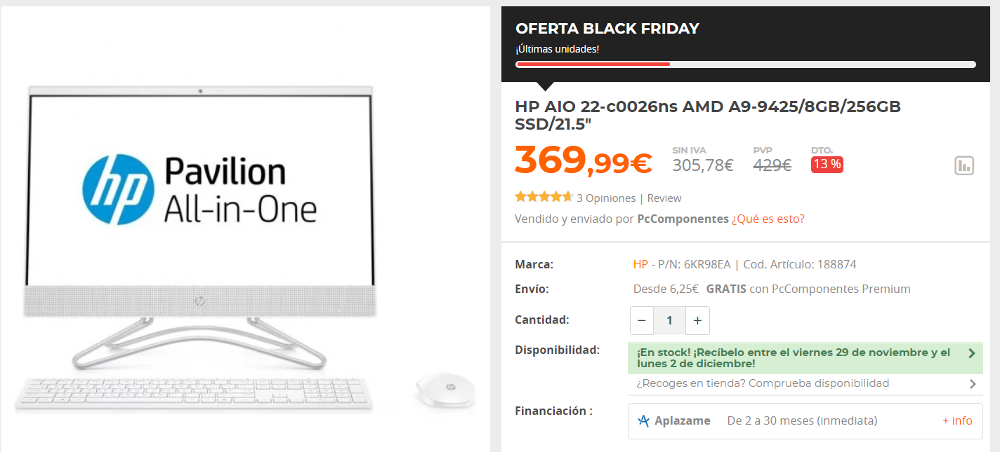 hp
Pavilion
All-in-One
OFERTA BLACK FRIDAY
¡Últimas unidades!
HP AIO 22-c0026ns AMD A9-9425/8GB/256GB
SSD/21.5"
369,99€
SIN IVA
305,78€
PVP
429€
DTO.
13 %
3 Opiniones | Review
Vendido y enviado por PcComponentes ¿Qué es esto?
Marca: HP - P/N: 6KR98EA | Cod. Artículo: 188874
Envío: Desde 6,25€ GRATIS con PcComponentes Premium
Cantidad: − 1 +
Disponibilidad: ¡En stock! ¡Recíbelo entre el viernes 29 de noviembre y el
lunes 2 de diciembre!
¿Recoges en tienda? Comprueba disponibilidad
Financiación : Aplazame De 2 a 30 meses (inmediata) + info